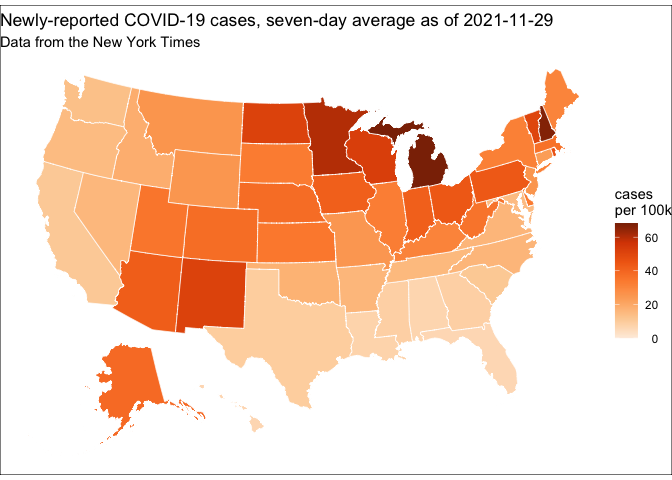 Newly-reported COVID-19 cases, seven-day average as of 2021-11-29
Data from the New York Times
cases
per 100k
60
40
20
0